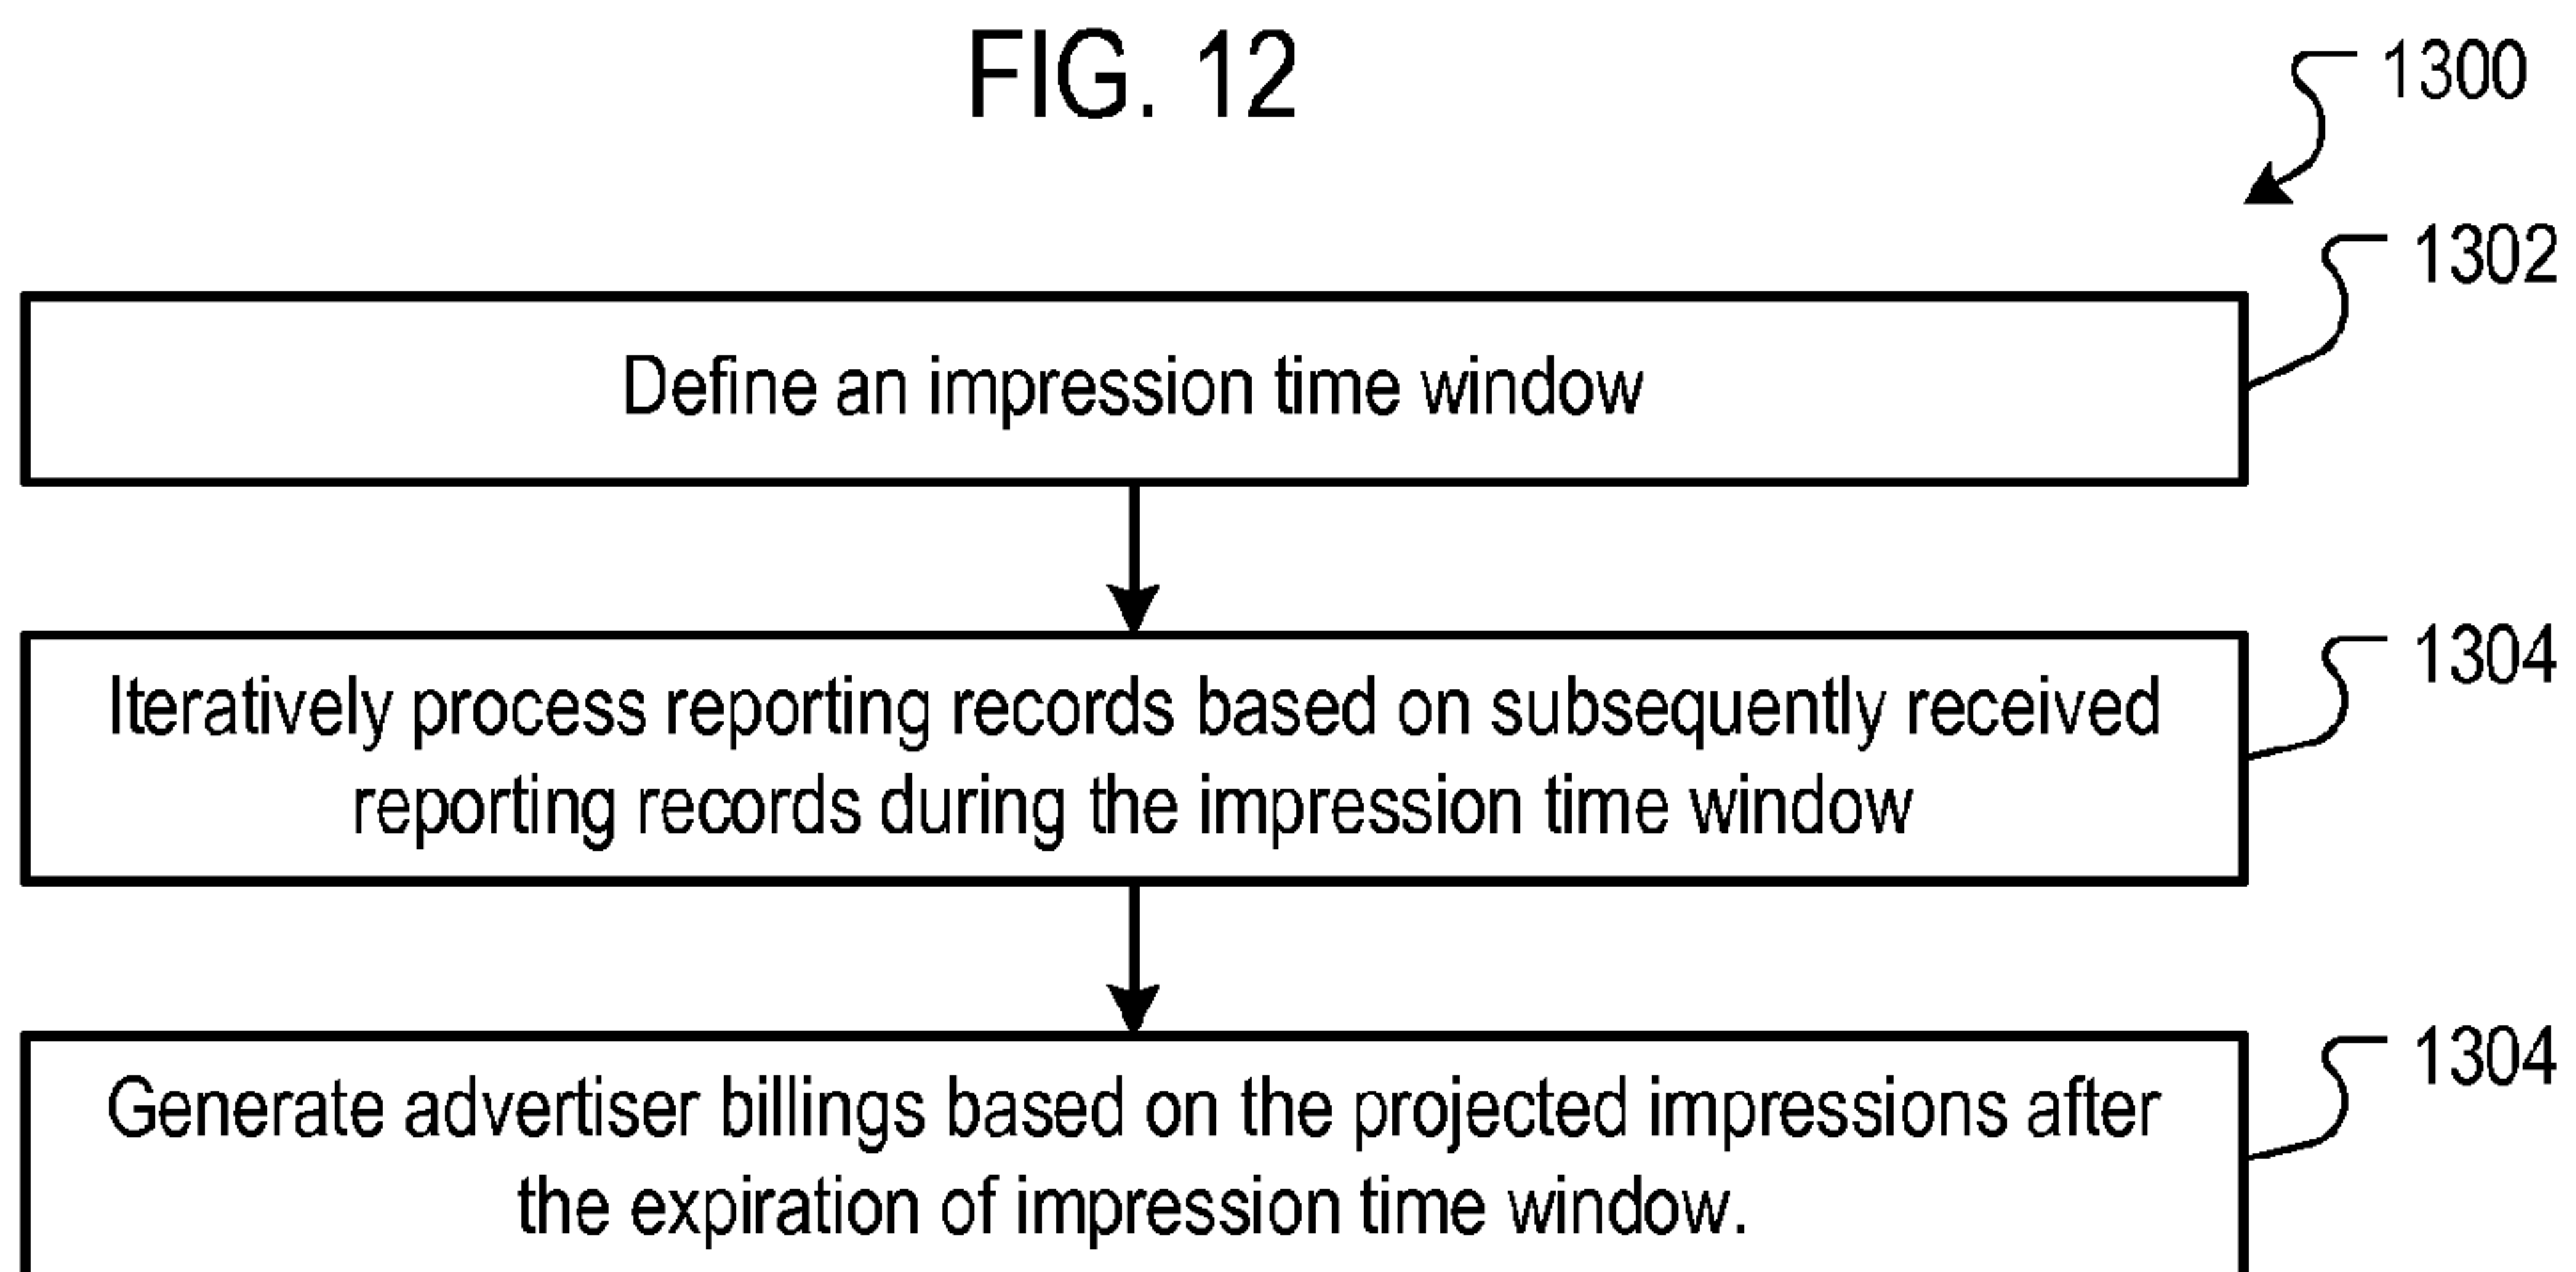 FIG. 12
1300
1302
Define an impression time window
1304
Iteratively process reporting records based on subsequently received
reporting records during the impression time window
1304
Generate advertiser billings based on the projected impressions after
the expiration of impression time window.